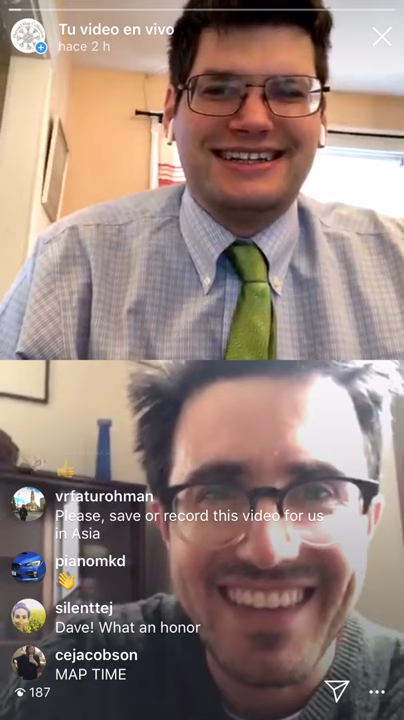 Tu video en vivo
hace 2 h
vrfaturohman
Please, save or record this video for us
in Asia
pianomkd
👋
silenttej
Dave! What an honor
cejacobson
MAP TIME
187